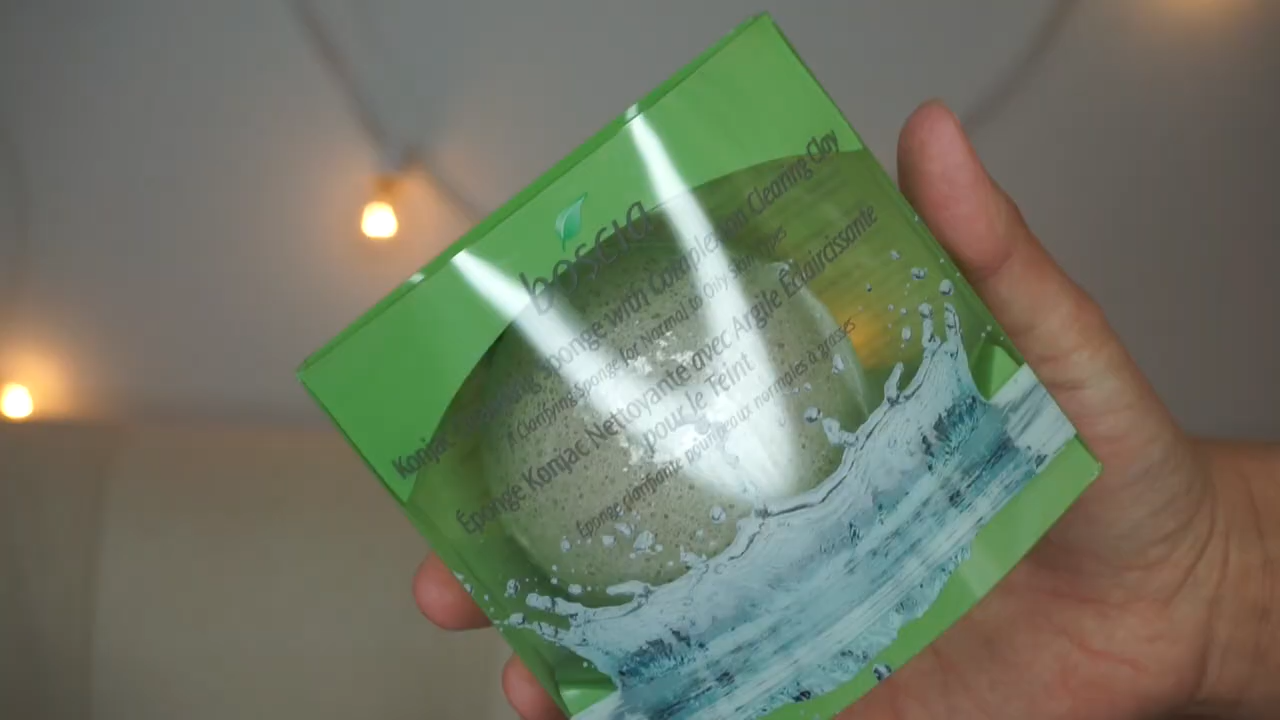 boscia
Konjac Cleansing Sponge with Complexion Clearing Clay
A Clarifying Sponge for Normal to Oily Skin Types
Éponge Konjac Nettoyante avec Argile Éclaircissante
pour le Teint
Éponge clarifiante pour peaux normales à grasses